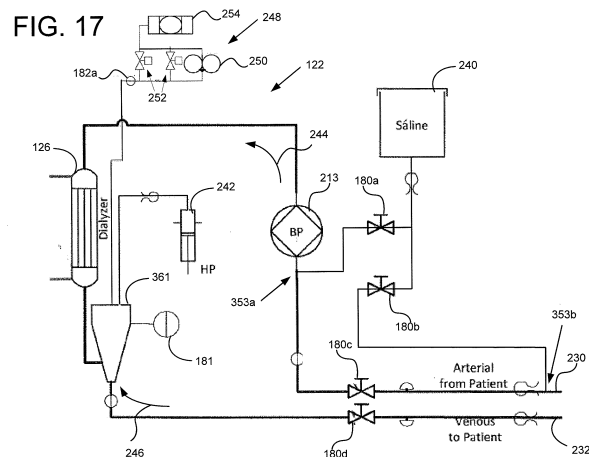 FIG. 17
254
248
250
182a
252
122
240
Sáline
126
244
242
213
180a
Dialyzer
BP
HP
361
353a
180b
353b
181
180c
Arterial
from Patient
230
246
180d
Venous
to Patient
232